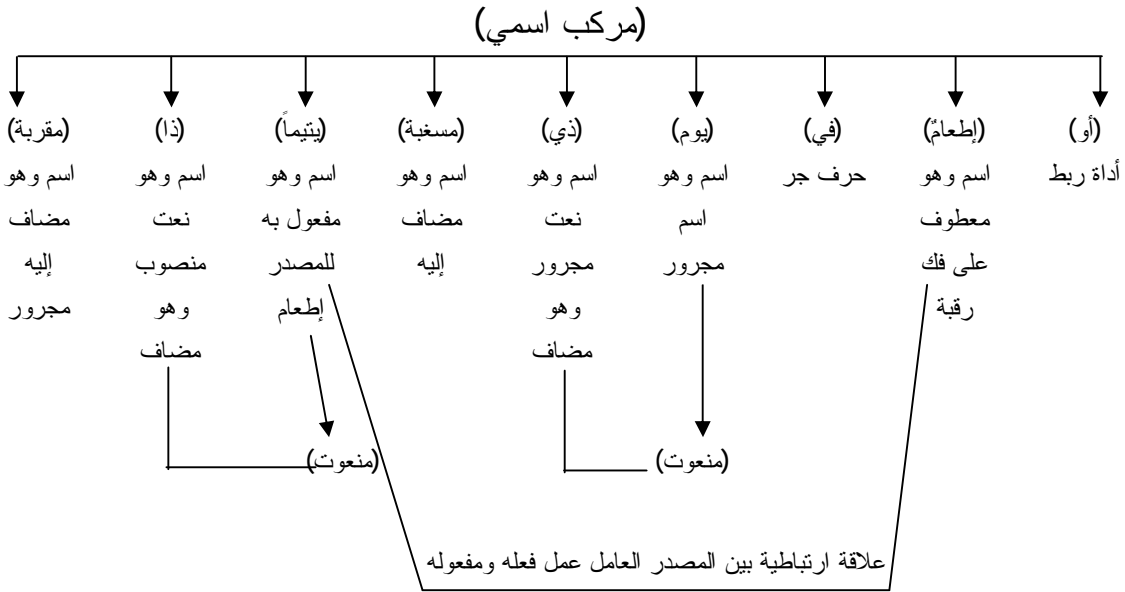 (مركب اسمي)
(أو) (إطعامٌ) (في) (يوم) (ذي) (مسغبة) (يتيماً) (ذا) (مقربة)
أداة ربط اسم وهو حرف جر اسم وهو اسم وهو اسم وهو اسم وهو اسم وهو اسم وهو
معطوف اسم نعت مضاف مفعول به نعت مضاف
على فك مجرور مجرور إليه للمصدر منصوب إليه
رقبة وهو إطعام وهو مجرور
مضاف مضاف
(منعوت) (منعوت)
علاقة ارتباطية بين المصدر العامل عمل فعله ومفعوله